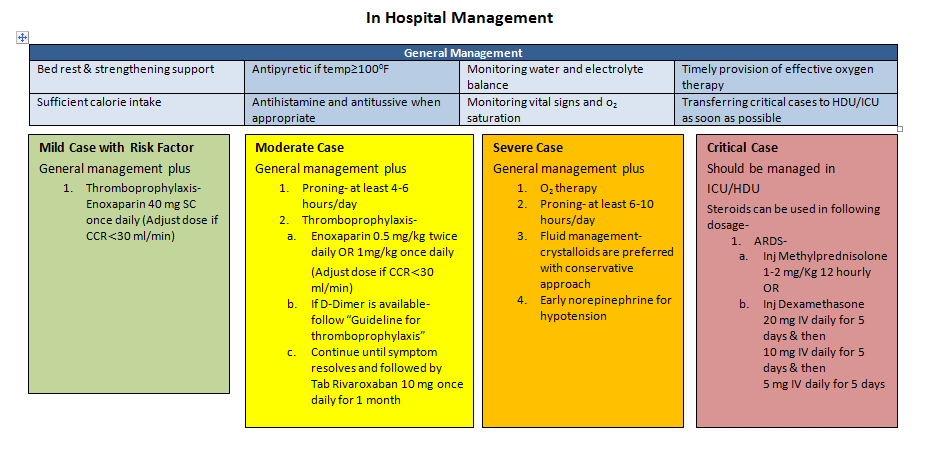 In Hospital Management
General Management
Bed rest & strengthening support
Antipyretic if temp≥100⁰F
Monitoring water and electrolyte
balance
Timely provision of effective oxygen
therapy
Sufficient calorie intake
Antihistamine and antitussive when
appropriate
Monitoring vital signs and o₂
saturation
Transferring critical cases to HDU/ICU
as soon as possible
Mild Case with Risk Factor
General management plus
1. Thromboprophylaxis-
Enoxaparin 40 mg SC
once daily (Adjust dose if
CCR<30 ml/min)
Moderate Case
General management plus
1. Proning- at least 4-6
hours/day
2. Thromboprophylaxis-
a. Enoxaparin 0.5 mg/kg twice
daily OR 1mg/kg once daily
(Adjust dose if CCR<30
ml/min)
b. If D-Dimer is available-
follow “Guideline for
thromboprophylaxis”
c. Continue until symptom
resolves and followed by
Tab Rivaroxaban 10 mg once
daily for 1 month
Severe Case
General management plus
1. O₂ therapy
2. Proning- at least 6-10
hours/day
3. Fluid management-
crystalloids are preferred
with conservative
approach
4. Early norepinephrine for
hypotension
Critical Case
Should be managed in
ICU/HDU
Steroids can be used in following
dosage-
1. ARDS-
a. Inj Methylprednisolone
1-2 mg/Kg 12 hourly
OR
b. Inj Dexamethasone
20 mg IV daily for 5
days & then
10 mg IV daily for 5
days & then
5 mg IV daily for 5 days